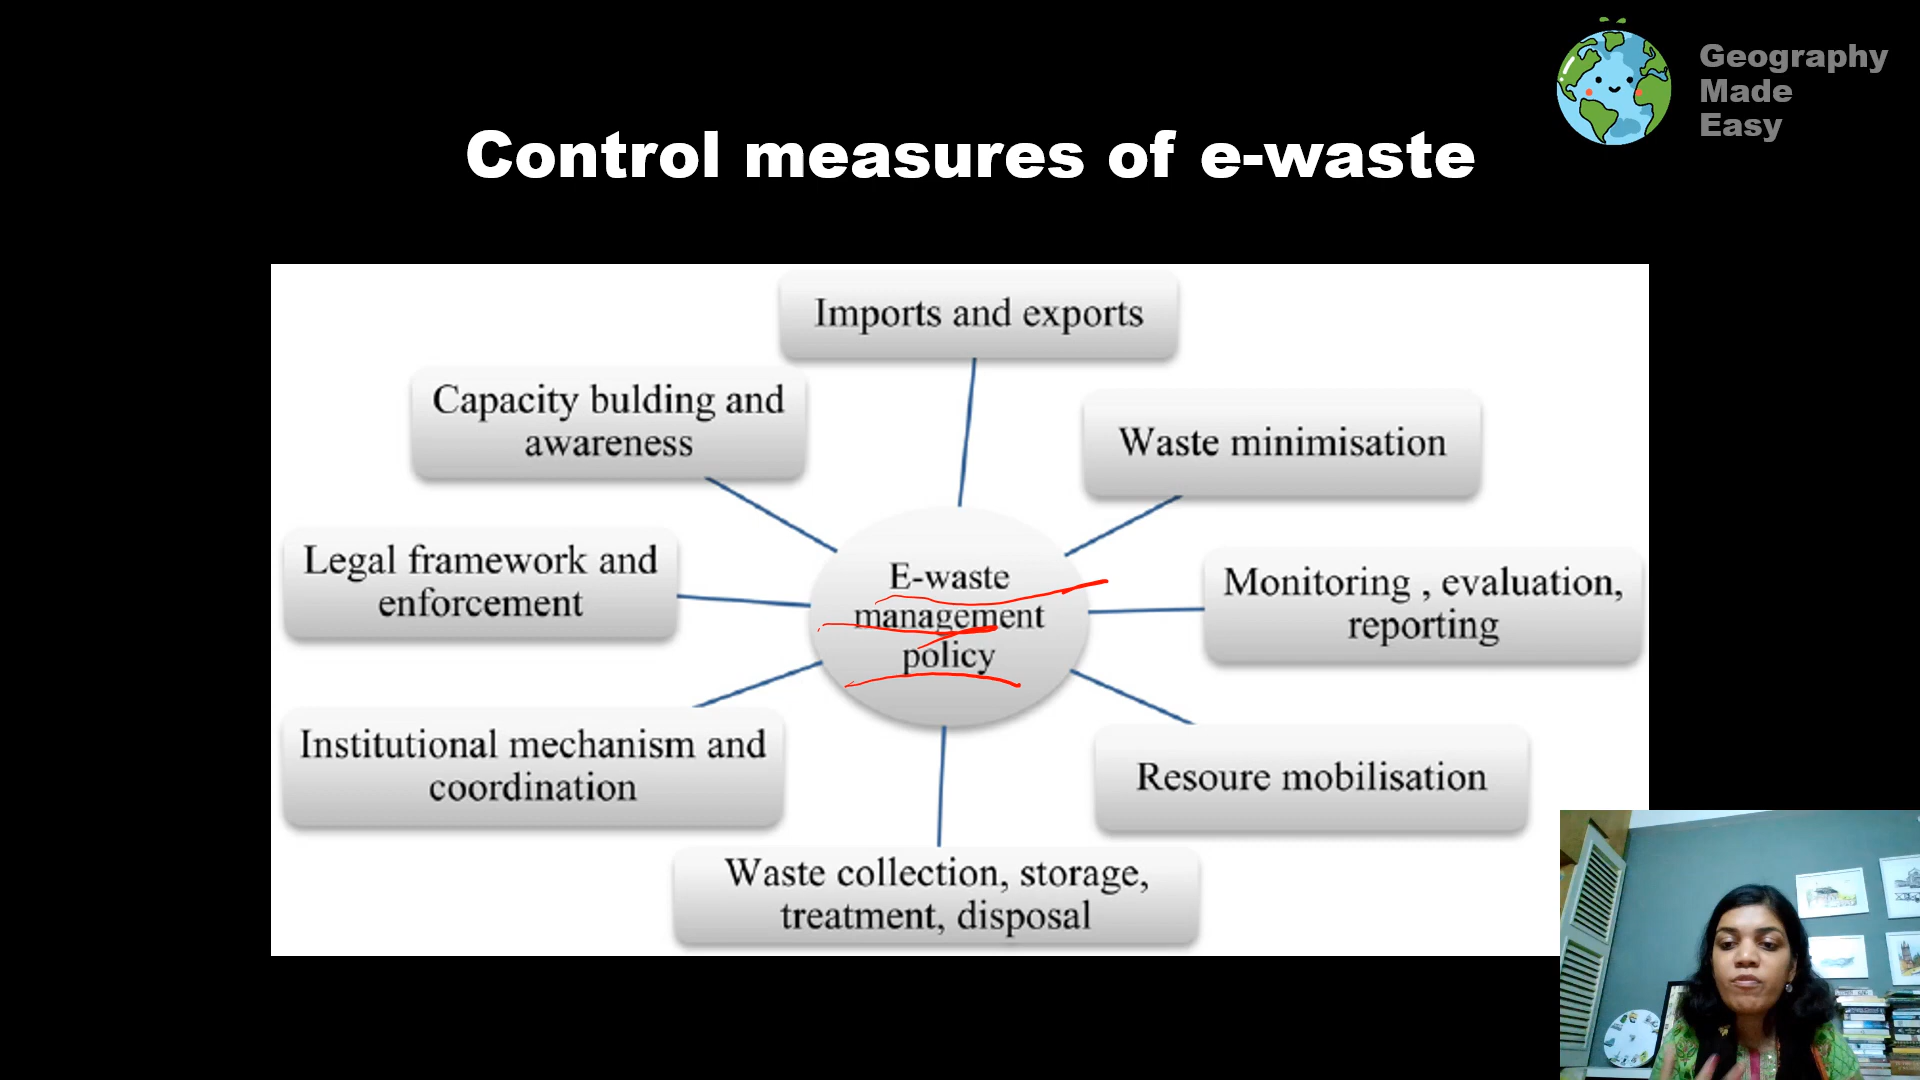 Geography
Made
Easy
Control measures of e-waste
Imports and exports
Capacity bulding and
awareness
Waste minimisation
Legal framework and
enforcement
E-waste
management
policy
Monitoring , evaluation,
reporting
Institutional mechanism and
coordination
Resoure mobilisation
Waste collection, storage,
treatment, disposal